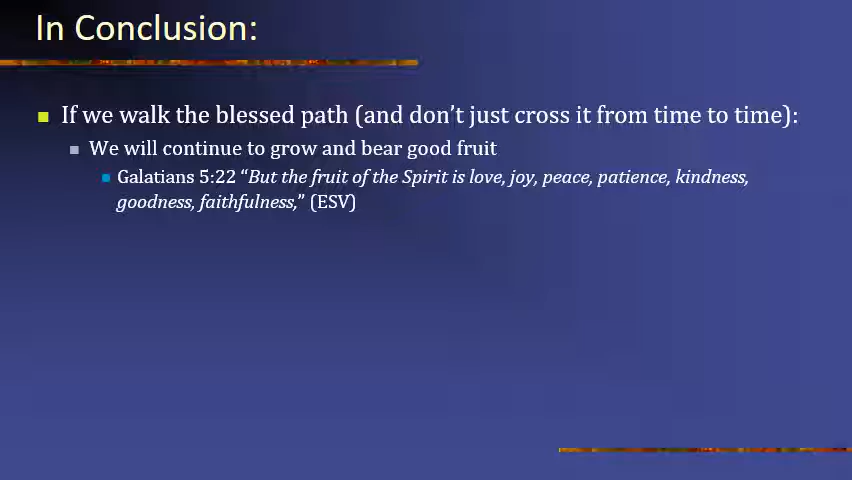 In Conclusion:
If we walk the blessed path (and don’t just cross it from time to time):
We will continue to grow and bear good fruit
Galatians 5:22 “But the fruit of the Spirit is love, joy, peace, patience, kindness,
goodness, faithfulness,” (ESV)